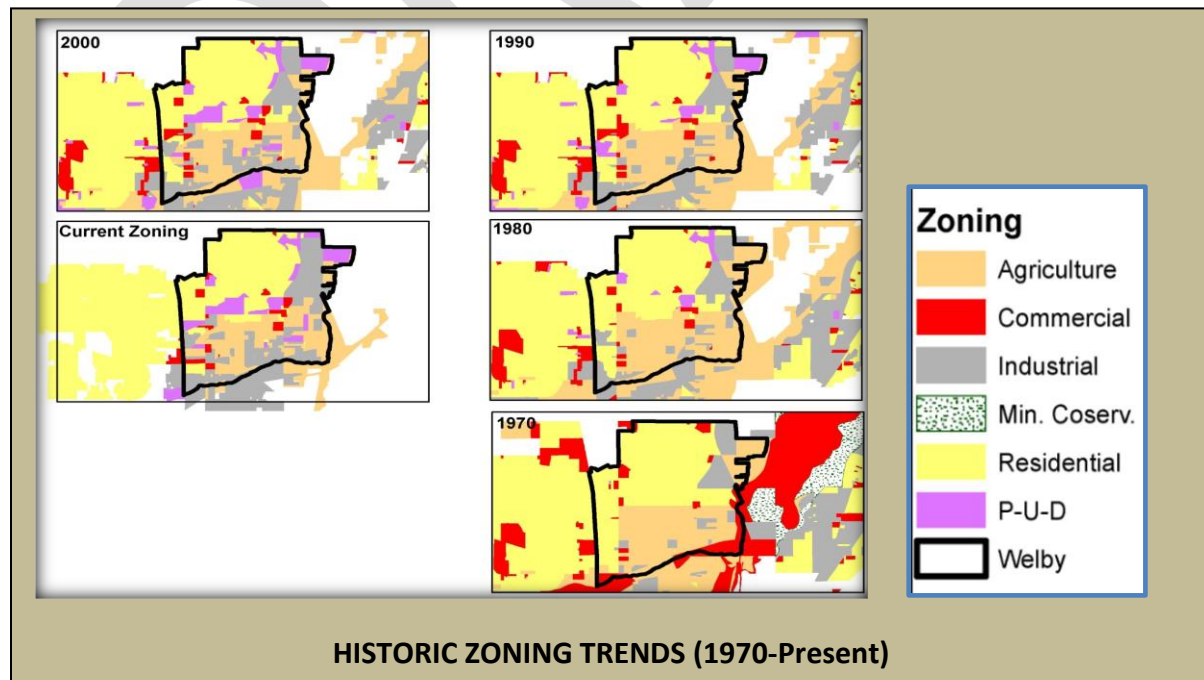 2000
1990
Current Zoning
1980
1970
Zoning
Agriculture
Commercial
Industrial
Min. Coserv.
Residential
P-U-D
Welby
HISTORIC ZONING TRENDS (1970-Present)